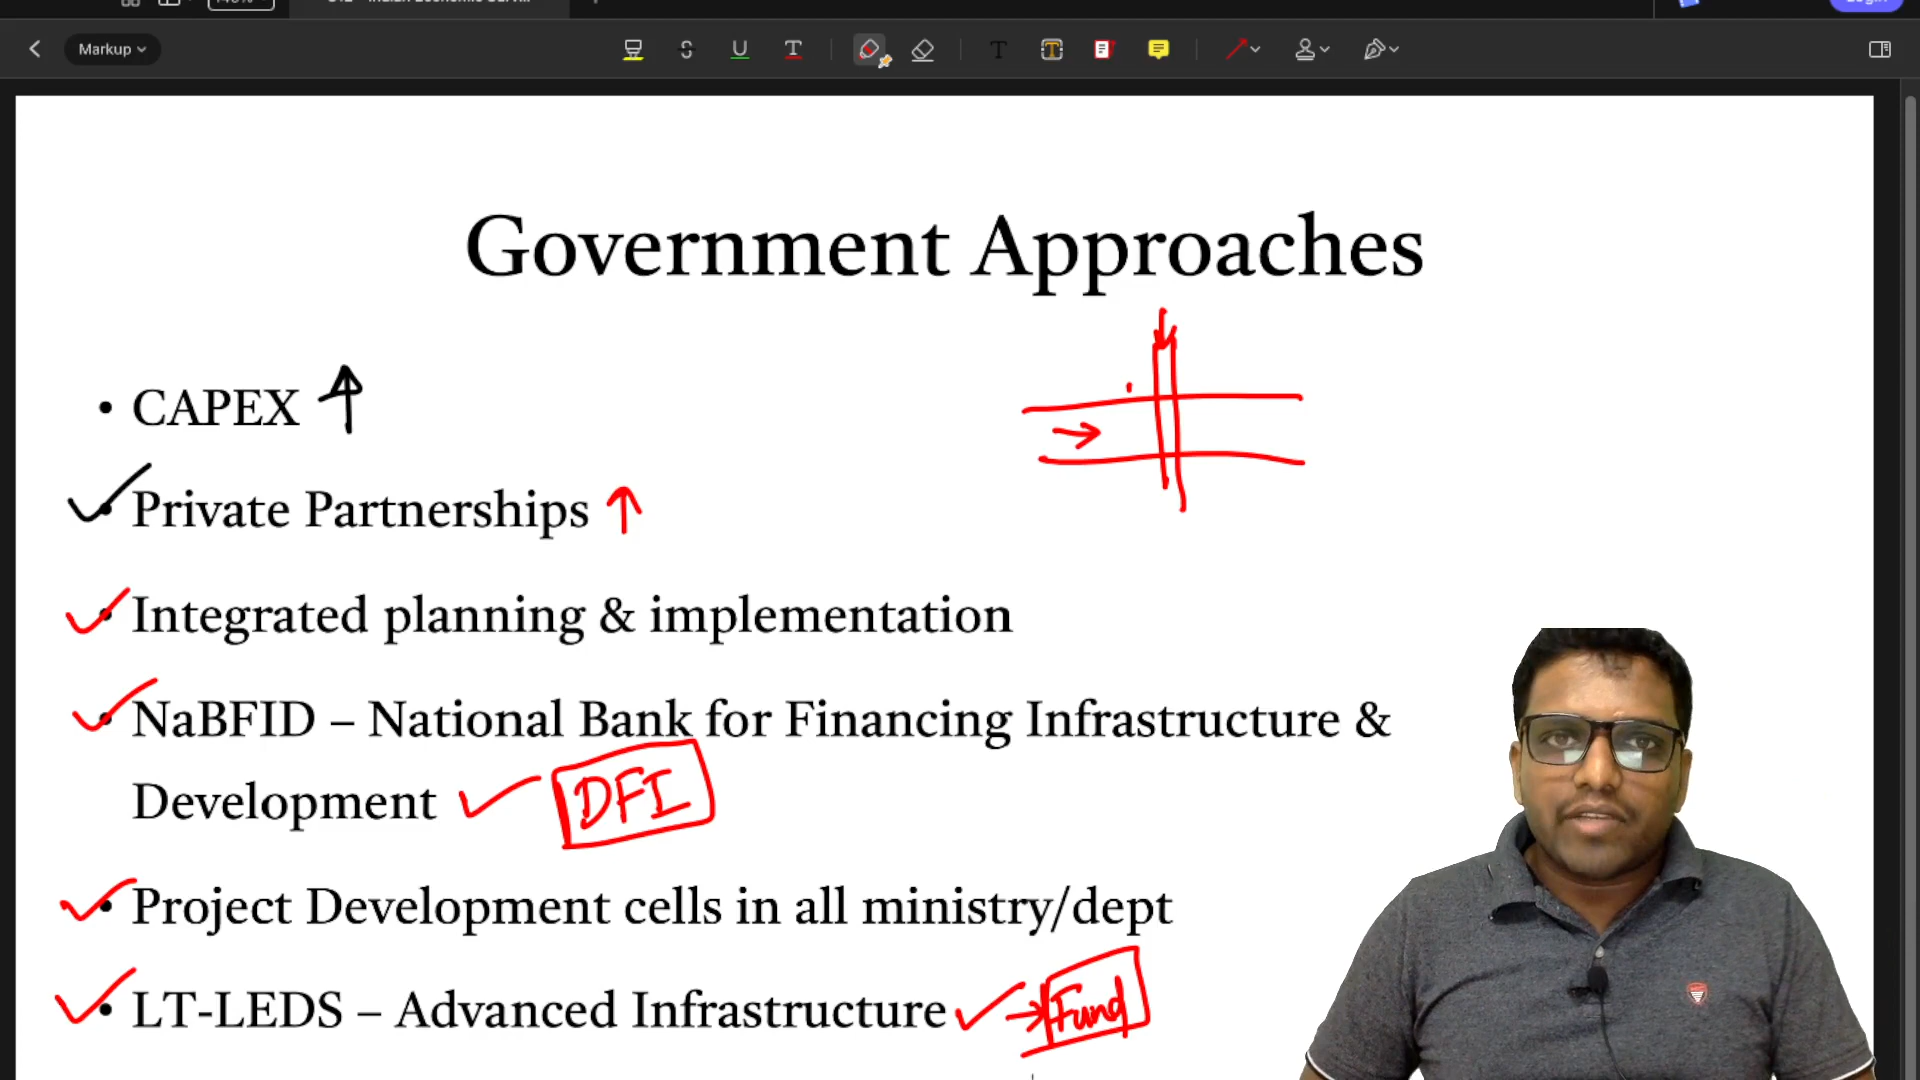 Markup
Government Approaches
• CAPEX
• Private Partnerships
• Integrated planning & implementation
• NaBFID – National Bank for Financing Infrastructure &
Development
DFI
• Project Development cells in all ministry/dept
• LT-LEDS – Advanced Infrastructure
Fund